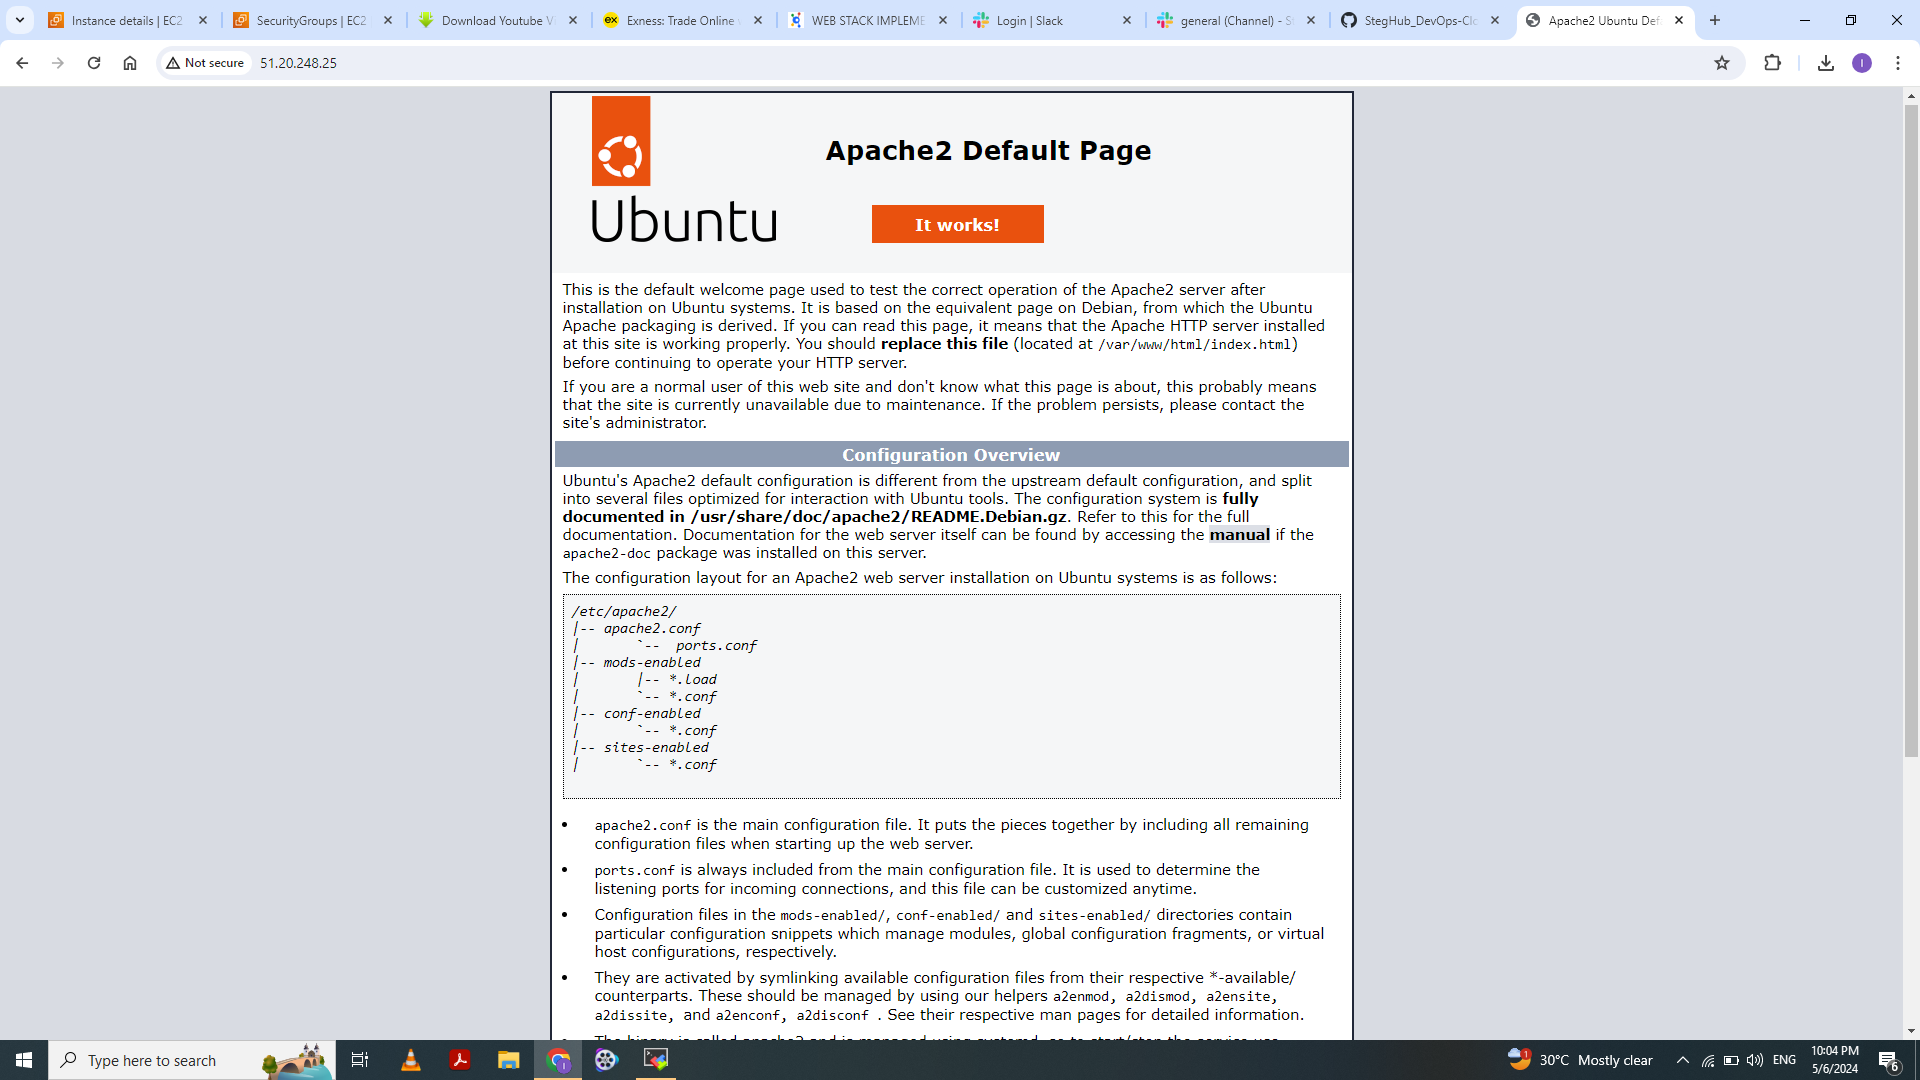 Instance details | EC2
SecurityGroups | EC2
Download Youtube V
Exness: Trade Online
WEB STACK IMPLEME
Login | Slack
general (Channel) - S
StegHub_DevOps-Clo
Apache2 Ubuntu Def
Not secure
51.20.248.25
I
Apache2 Default Page
Ubuntu
It works!
This is the default welcome page used to test the correct operation of the Apache2 server after
installation on Ubuntu systems. It is based on the equivalent page on Debian, from which the Ubuntu
Apache packaging is derived. If you can read this page, it means that the Apache HTTP server installed
at this site is working properly. You should replace this file (located at /var/www/html/index.html)
before continuing to operate your HTTP server.
If you are a normal user of this web site and don't know what this page is about, this probably means
that the site is currently unavailable due to maintenance. If the problem persists, please contact the
site's administrator.
Configuration Overview
Ubuntu's Apache2 default configuration is different from the upstream default configuration, and split
into several files optimized for interaction with Ubuntu tools. The configuration system is fully
documented in /usr/share/doc/apache2/README.Debian.gz. Refer to this for the full
documentation. Documentation for the web server itself can be found by accessing the manual if the
apache2-doc package was installed on this server.
The configuration layout for an Apache2 web server installation on Ubuntu systems is as follows:
/etc/apache2/
|-- apache2.conf
|       `--  ports.conf
|-- mods-enabled
|       |-- *.load
|       `-- *.conf
|-- conf-enabled
|       `-- *.conf
|-- sites-enabled
|       `-- *.conf
• apache2.conf is the main configuration file. It puts the pieces together by including all remaining
configuration files when starting up the web server.
• ports.conf is always included from the main configuration file. It is used to determine the
listening ports for incoming connections, and this file can be customized anytime.
• Configuration files in the mods-enabled/, conf-enabled/ and sites-enabled/ directories contain
particular configuration snippets which manage modules, global configuration fragments, or virtual
host configurations, respectively.
• They are activated by symlinking available configuration files from their respective *-available/
counterparts. These should be managed by using our helpers a2enmod, a2dismod, a2ensite,
a2dissite, and a2enconf, a2disconf . See their respective man pages for detailed information.
Type here to search
1
30°C Mostly clear
ENG
10:04 PM
5/6/2024
6